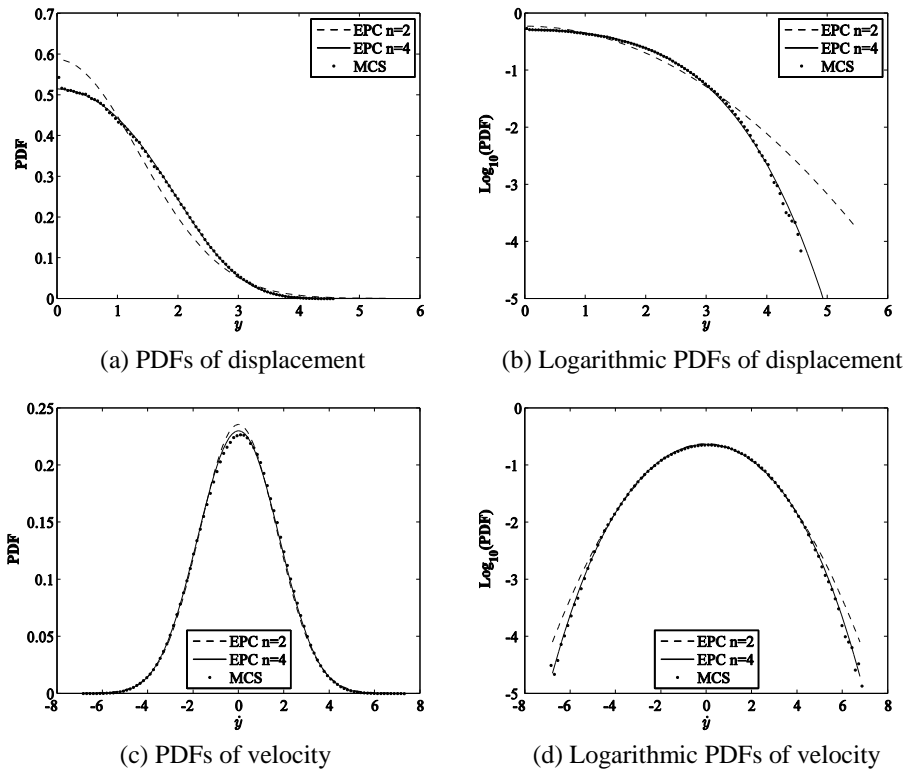 0.7
0.6
0.5
0.4
0.3
0.2
0.1
0
PDF
0 1 2 3 4 5 6
y
EPC n=2
EPC n=4
MCS
(a) PDFs of displacement
0
-1
-2
-3
-4
-5
Log10(PDF)
0 1 2 3 4 5 6
y
EPC n=2
EPC n=4
MCS
(b) Logarithmic PDFs of displacement
0.25
0.2
0.15
0.1
0.05
0
PDF
-8 -6 -4 -2 0 2 4 6 8
ẏ
EPC n=2
EPC n=4
MCS
(c) PDFs of velocity
0
-1
-2
-3
-4
-5
Log10(PDF)
-8 -6 -4 -2 0 2 4 6 8
ẏ
EPC n=2
EPC n=4
MCS
(d) Logarithmic PDFs of velocity